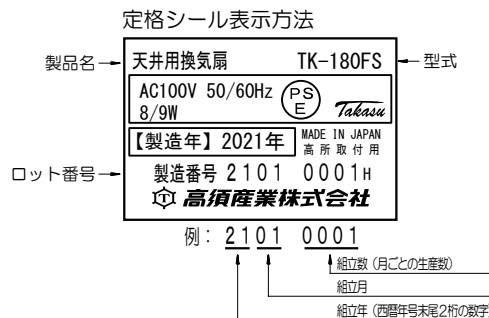 定格シール表示方法
製品名
天井用換気扇 TK-180FS
型式
AC100V 50/60Hz
8/9W
PS
E
Takasu
【製造年】2021年
MADE IN JAPAN
高所取付用
ロット番号
製造番号 2101 0001H
高須産業株式会社
例: 2101 0001
組立数(月ごとの生産数)
組立月
組立年(西暦年号末尾2桁の数字)